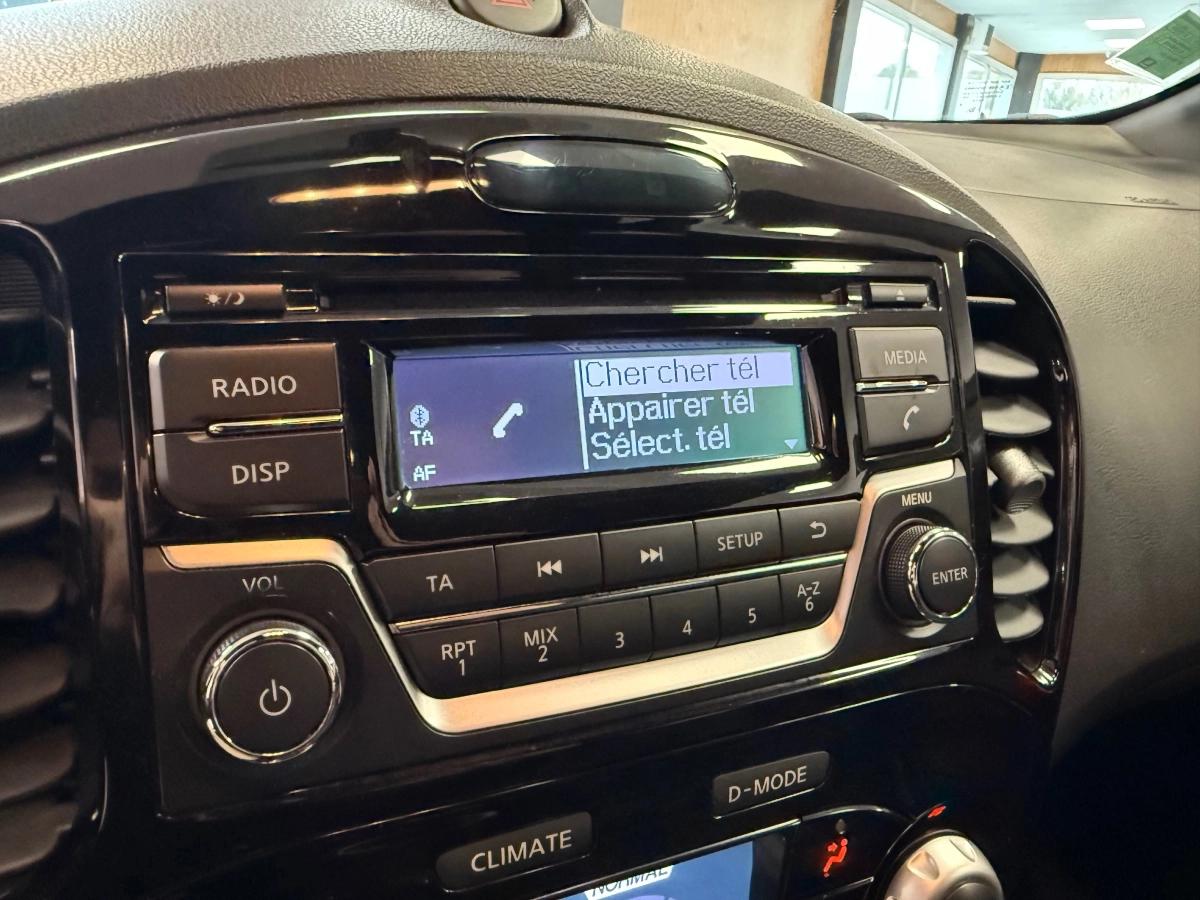 RADIO
DISP
TA
AF
Chercher tél
Appairer tél
Sélect. tél
MEDIA
MENU
ENTER
VOL
TA
SETUP
RPT
1
MIX
2
3
4
5
A-Z
6
CLIMATE
D-MODE
NORMAL